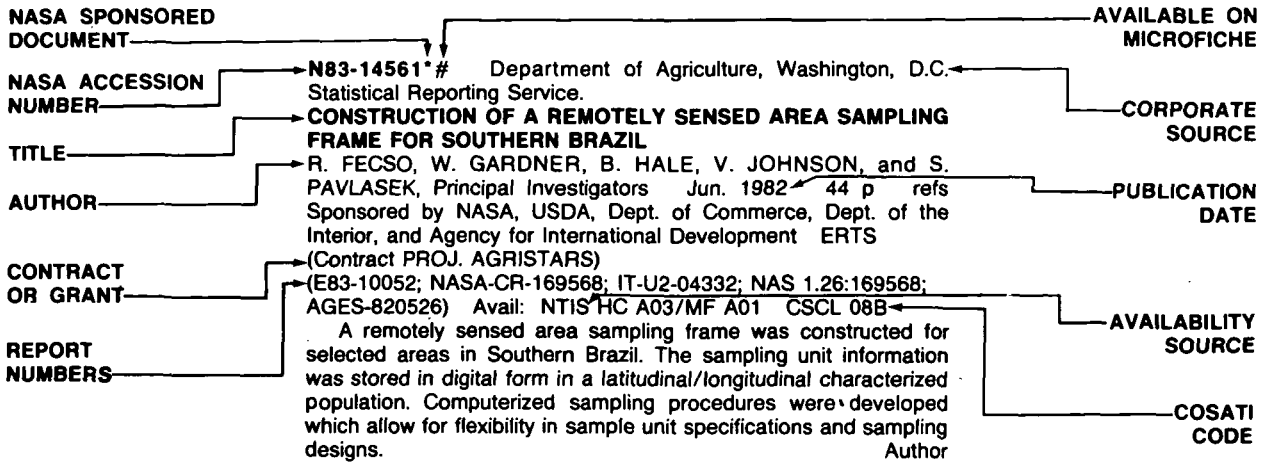 NASA SPONSORED
DOCUMENT
NASA ACCESSION
NUMBER
TITLE
AUTHOR
CONTRACT
OR GRANT
REPORT
NUMBERS
N83-14561*# Department of Agriculture, Washington, D.C.
Statistical Reporting Service.
CONSTRUCTION OF A REMOTELY SENSED AREA SAMPLING
FRAME FOR SOUTHERN BRAZIL
R. FECSO, W. GARDNER, B. HALE, V. JOHNSON, and S.
PAVLASEK, Principal Investigators Jun. 1982 44 p refs
Sponsored by NASA, USDA, Dept. of Commerce, Dept. of the
Interior, and Agency for International Development ERTS
(Contract PROJ. AGRISTARS)
(E83-10052; NASA-CR-169568; IT-U2-04332; NAS 1.26:169568;
AGES-820526) Avail: NTIS HC A03/MF A01 CSCL 08B
A remotely sensed area sampling frame was constructed for
selected areas in Southern Brazil. The sampling unit information
was stored in digital form in a latitudinal/longitudinal characterized
population. Computerized sampling procedures were developed
which allow for flexibility in sample unit specifications and sampling
designs. Author
AVAILABLE ON
MICROFICHE
CORPORATE
SOURCE
PUBLICATION
DATE
AVAILABILITY
SOURCE
COSATI
CODE